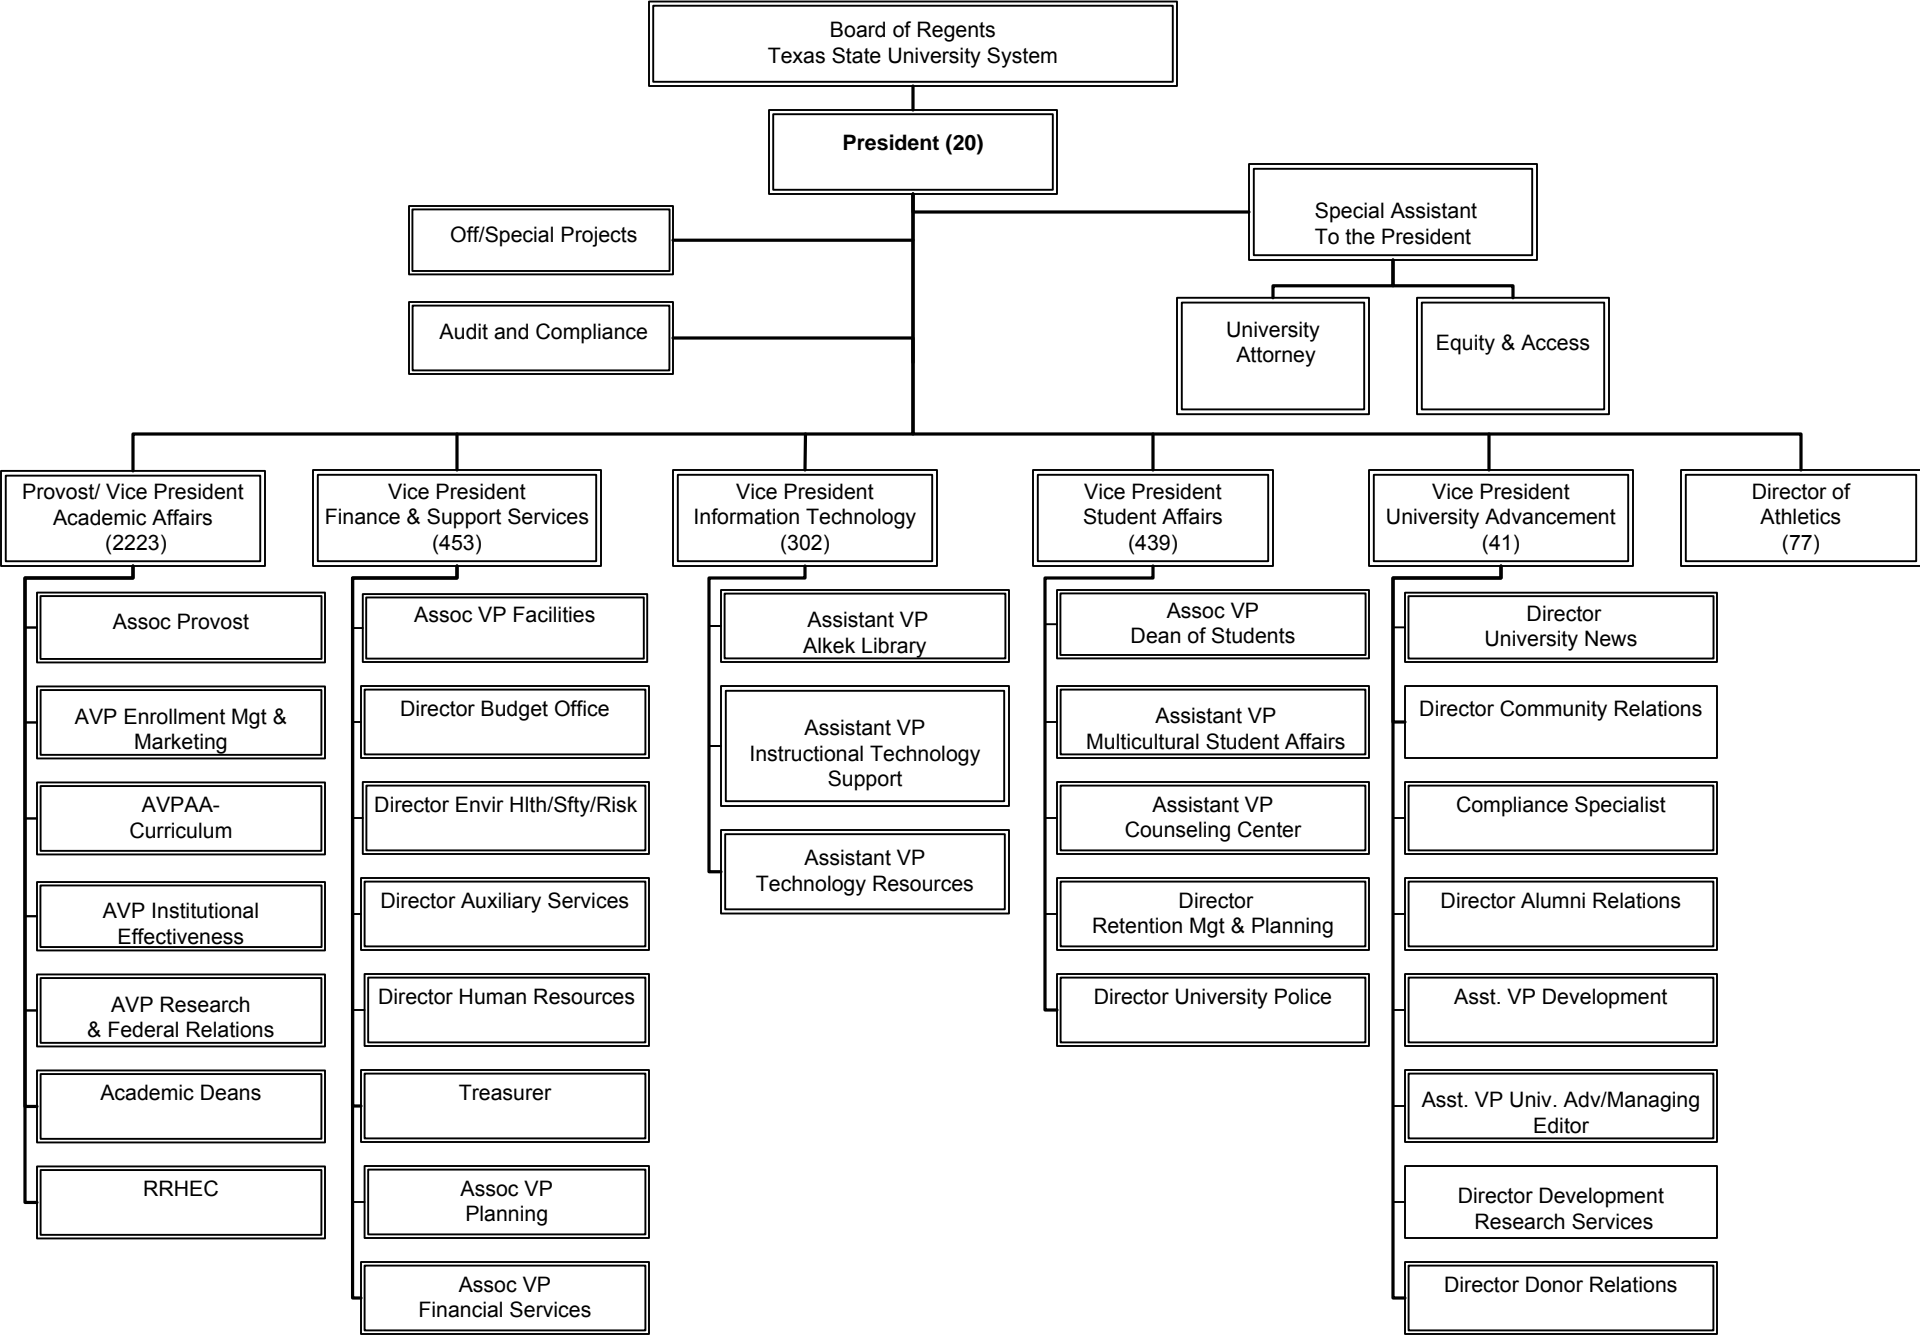 Board of Regents
Texas State University System
President (20)
Special Assistant
To the President
Off/Special Projects
Audit and Compliance
University
Attorney
Equity & Access
Provost/ Vice President
Academic Affairs
(2223)
Vice President
Finance & Support Services
(453)
Vice President
Information Technology
(302)
Vice President
Student Affairs
(439)
Vice President
University Advancement
(41)
Director of
Athletics
(77)
Assoc Provost
AVP Enrollment Mgt &
Marketing
AVPAA-
Curriculum
AVP Institutional
Effectiveness
AVP Research
& Federal Relations
Academic Deans
RRHEC
Assoc VP Facilities
Director Budget Office
Director Envir Hlth/Sfty/Risk
Director Auxiliary Services
Director Human Resources
Treasurer
Assoc VP
Planning
Assoc VP
Financial Services
Assistant VP
Alkek Library
Assistant VP
Instructional Technology
Support
Assistant VP
Technology Resources
Assoc VP
Dean of Students
Assistant VP
Multicultural Student Affairs
Assistant VP
Counseling Center
Director
Retention Mgt & Planning
Director University Police
Director
University News
Director Community Relations
Compliance Specialist
Director Alumni Relations
Asst. VP Development
Asst. VP Univ. Adv/Managing
Editor
Director Development
Research Services
Director Donor Relations